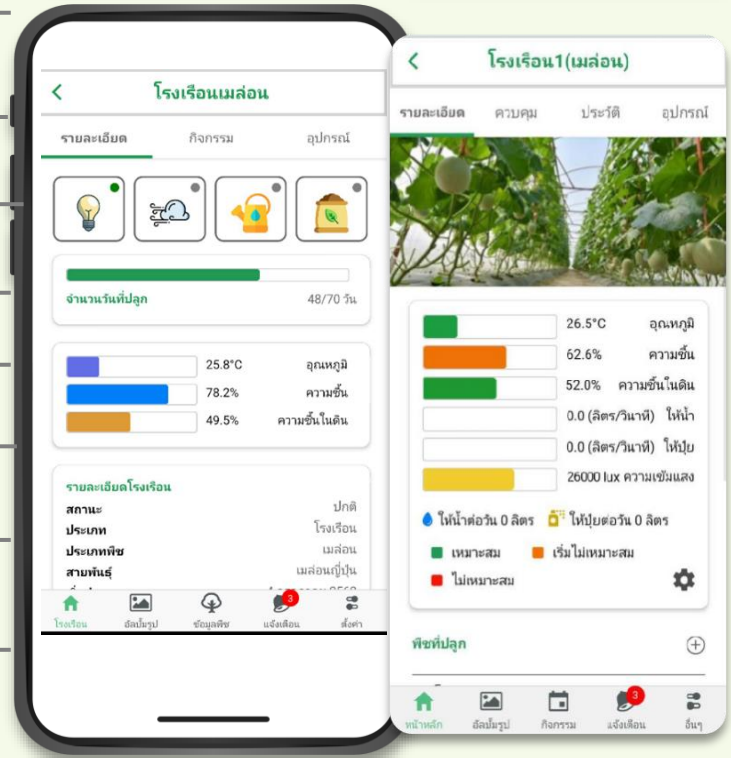 โรงเรือนเมล่อน
รายละเอียด กิจกรรม อุปกรณ์
จำนวนวันที่ปลูก 48/70 วัน
25.8°C อุณหภูมิ
78.2% ความชื้น
49.5% ความชื้นในดิน
รายละเอียดโรงเรือน
สถานะ ปกติ
ประเภท โรงเรือน
ประเภทพืช เมล่อน
สายพันธุ์ เมล่อนญี่ปุ่น
3
โรงเรือน อัลบั้มรูป ข้อมูลพืช แจ้งเตือน ตั้งค่า
โรงเรือน1(เมล่อน)
รายละเอียด ควบคุม ประวัติ อุปกรณ์
26.5°C อุณหภูมิ
62.6% ความชื้น
52.0% ความชื้นในดิน
0.0 (ลิตร/วินาที) ให้น้ำ
0.0 (ลิตร/วินาที) ให้ปุ๋ย
26000 lux ความเข้มแสง
ให้น้ำต่อวัน 0 ลิตร ให้ปุ๋ยต่อวัน 0 ลิตร
เหมาะสม เริ่มไม่เหมาะสม
ไม่เหมาะสม
พืชที่ปลูก
3
หน้าหลัก อัลบั้มรูป กิจกรรม แจ้งเตือน อื่นๆ